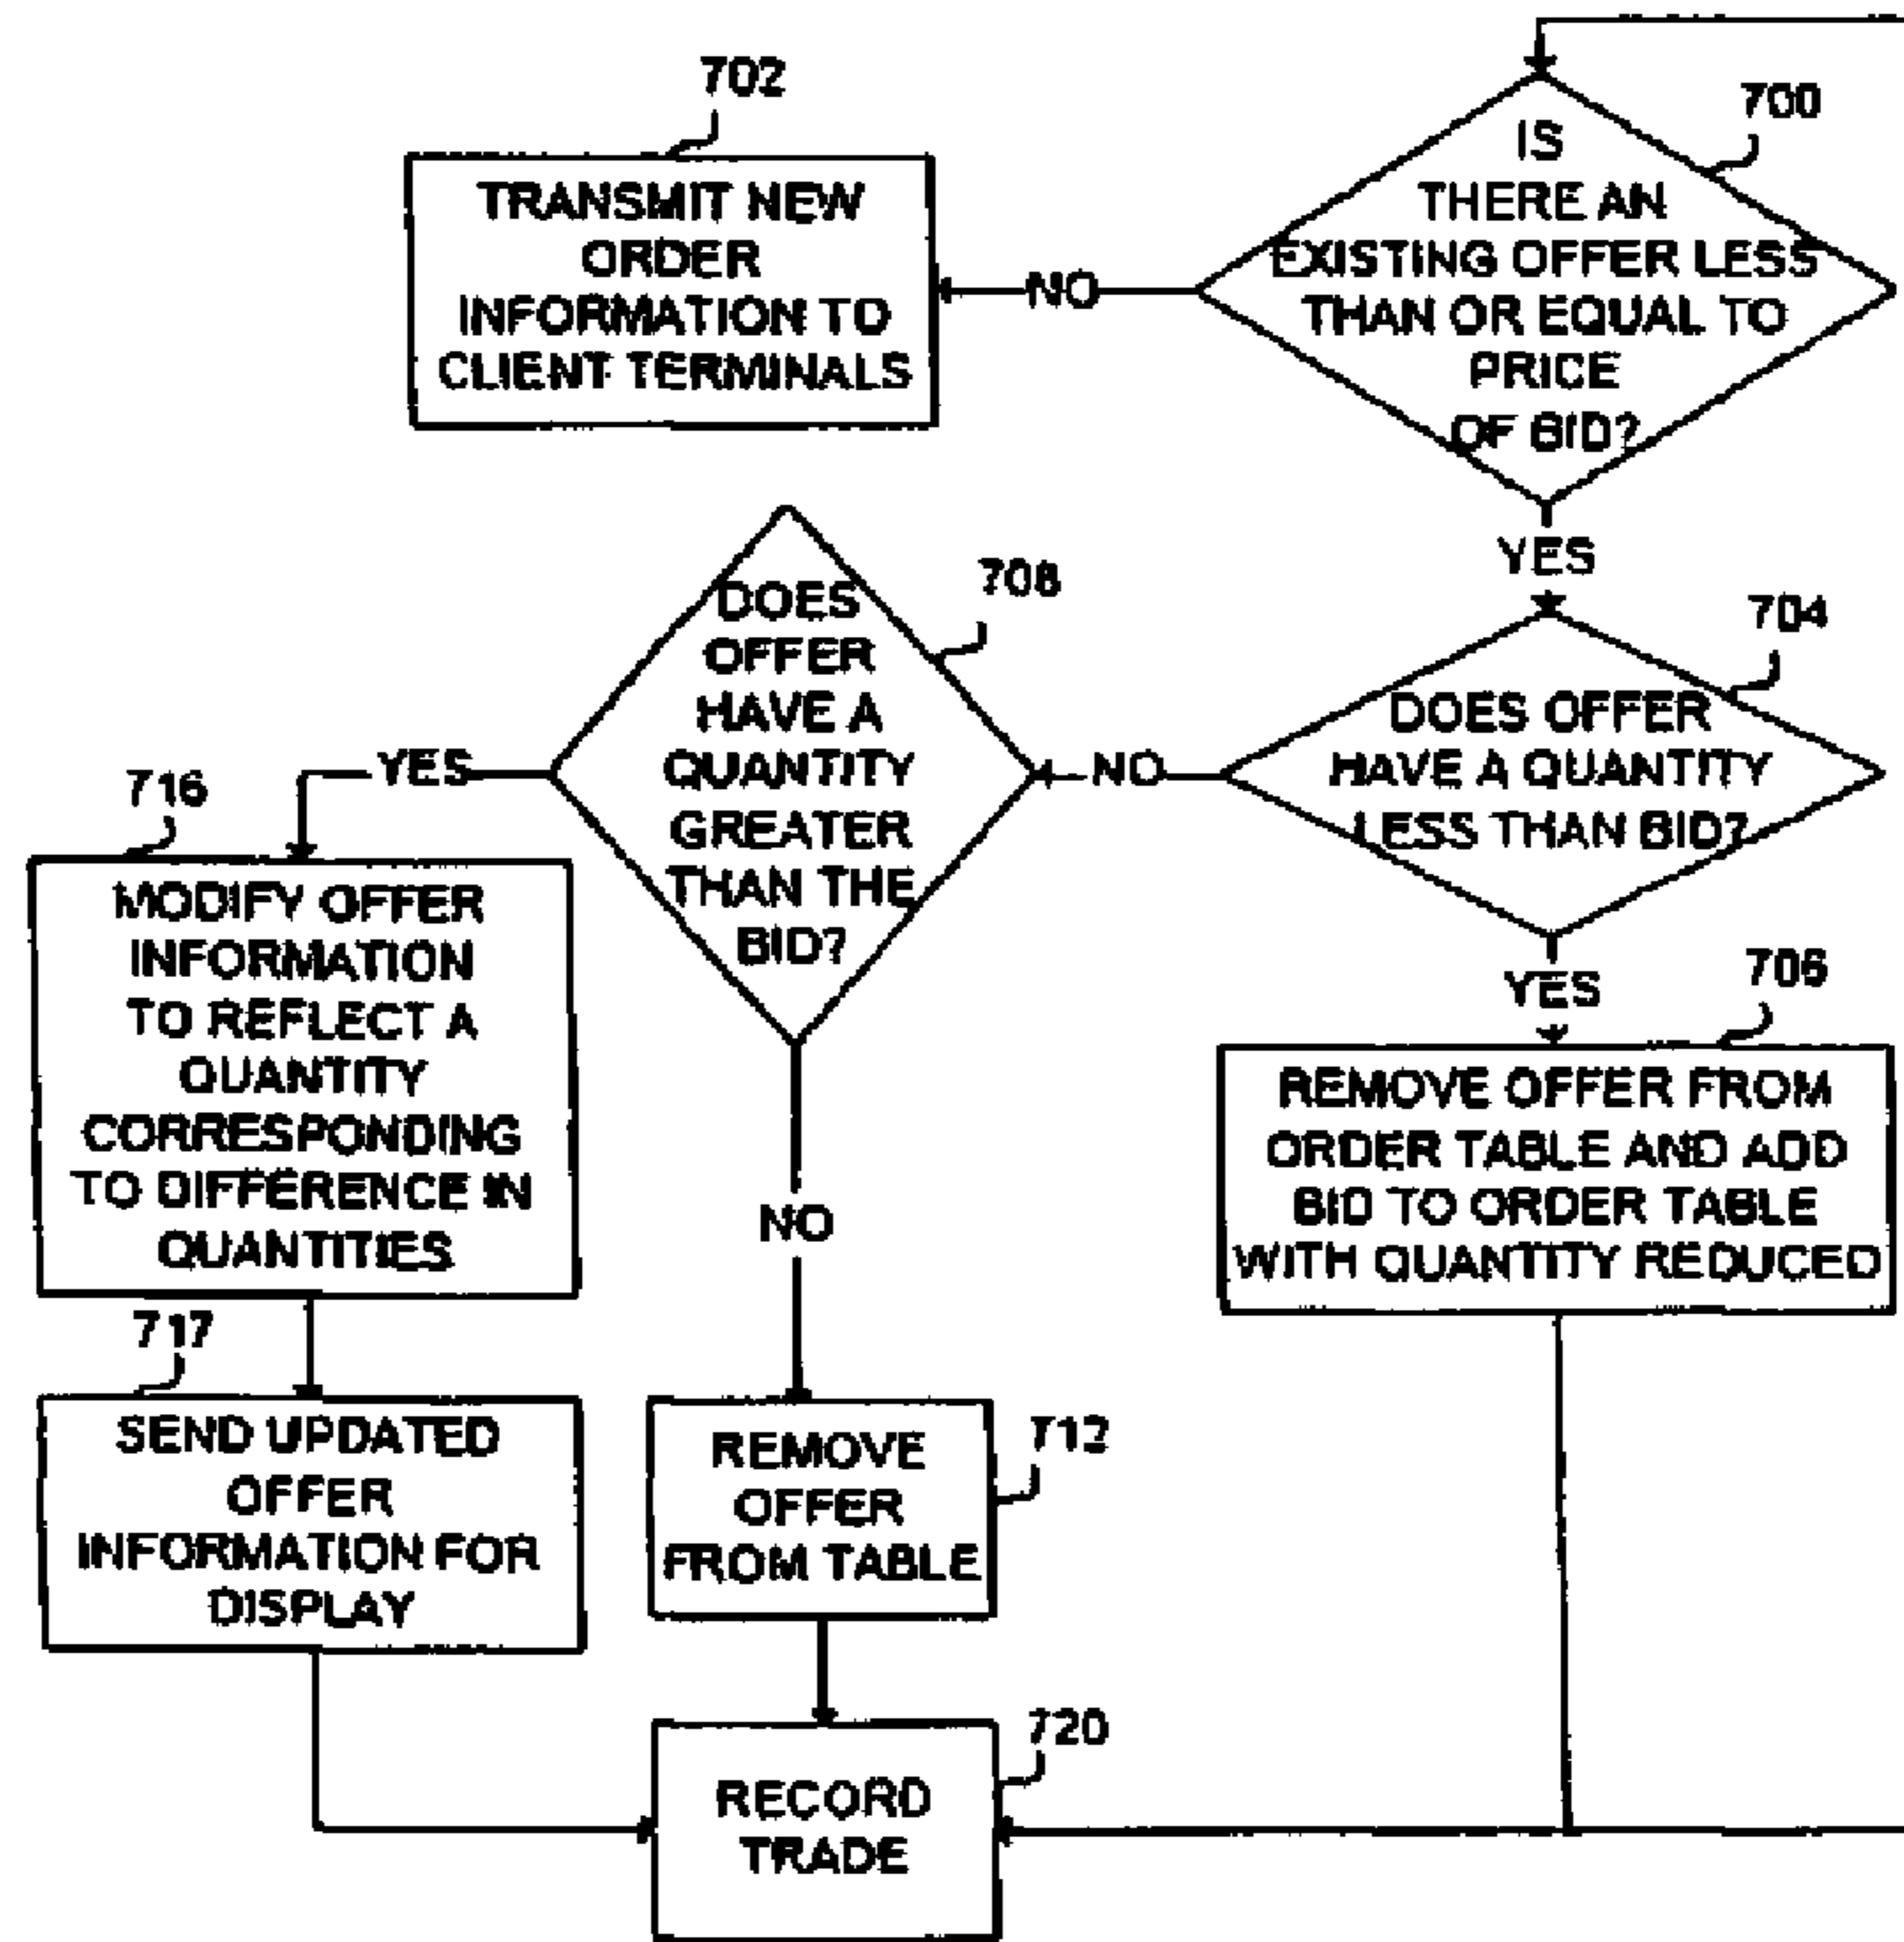 702
TRANSMIT NEW
ORDER
INFORMATION TO
CLIENT TERMINALS
NO
700
IS
THERE AN
EXISTING OFFER LESS
THAN OR EQUAL TO
PRICE
OF BID?
YES
708
DOES
OFFER
HAVE A
QUANTITY
GREATER
THAN THE
BID?
NO
704
DOES OFFER
HAVE A QUANTITY
LESS THAN BID?
YES
716
MODIFY OFFER
INFORMATION
TO REFLECT A
QUANTITY
CORRESPONDING
TO DIFFERENCE IN
QUANTITIES
NO
YES
706
REMOVE OFFER FROM
ORDER TABLE AND ADD
BID TO ORDER TABLE
WITH QUANTITY REDUCED
717
SEND UPDATED
OFFER
INFORMATION FOR
DISPLAY
712
REMOVE
OFFER
FROM TABLE
720
RECORD
TRADE